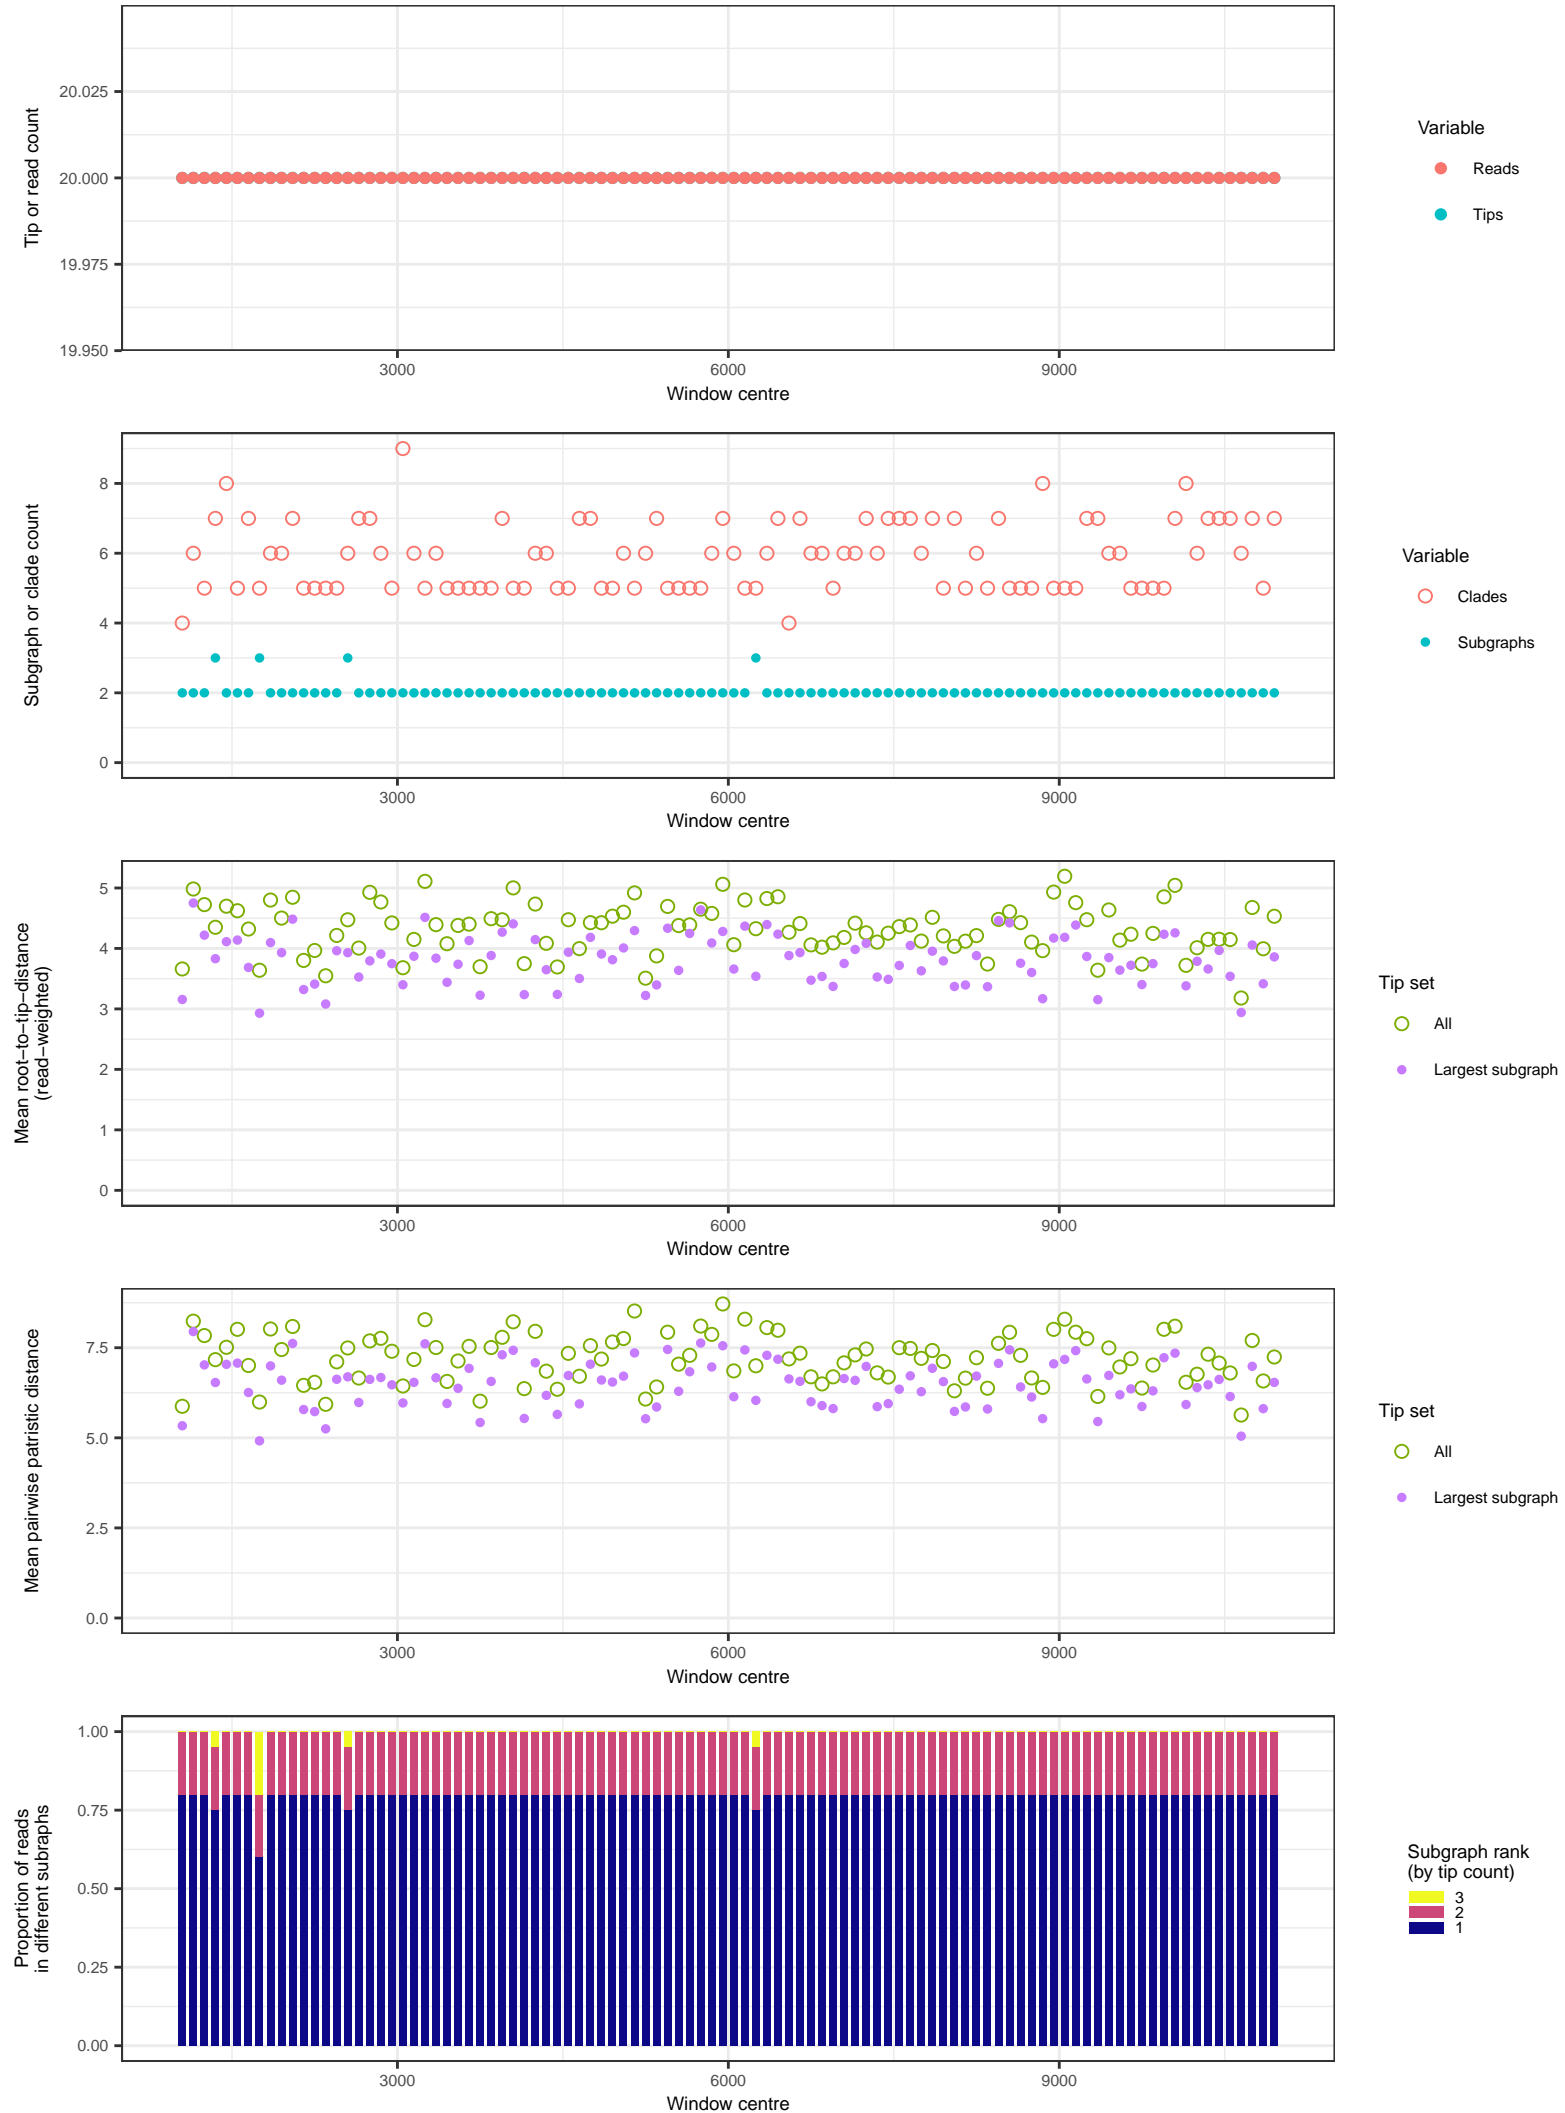 20.025
20.000
19.975
19.950
Tip or read count
3000
6000
9000
Window centre
Variable
Reads
Tips
8
6
4
2
0
Subgraph or clade count
3000
6000
9000
Window centre
Variable
Clades
Subgraphs
5
4
3
2
1
0
Mean root−to−tip−distance
(read−weighted)
3000
6000
9000
Window centre
Tip set
All
Largest subgraph
7.5
5.0
2.5
0.0
Mean pairwise patristic distance
3000
6000
9000
Window centre
Tip set
All
Largest subgraph
1.00
0.75
0.50
0.25
0.00
Proportion of reads
in different subraphs
3000
6000
9000
Window centre
Subgraph rank
(by tip count)
3
2
1